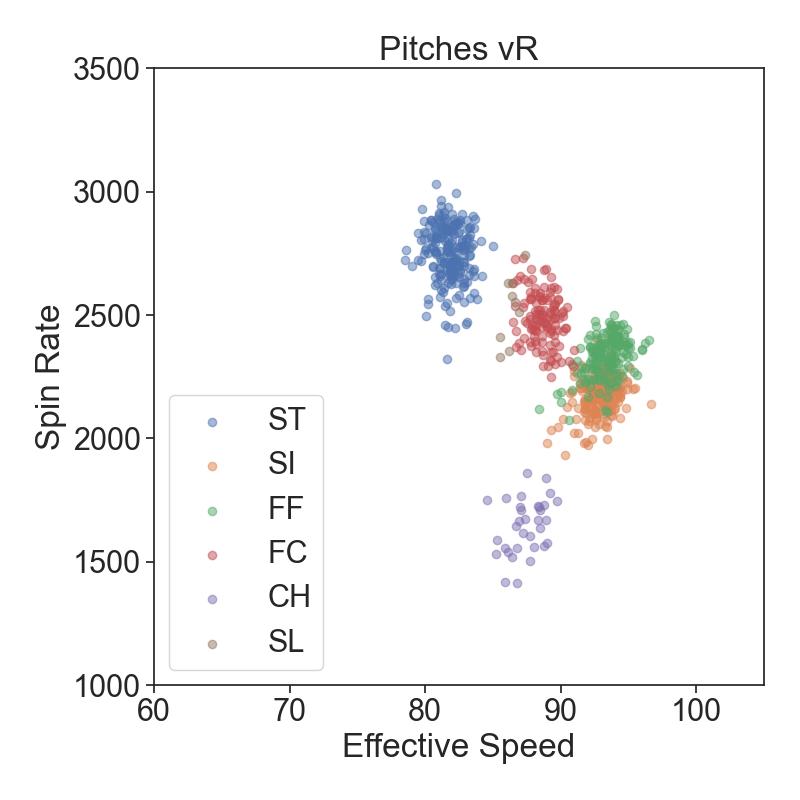 Pitches vR
3500
3000
2500
2000
1500
1000
Spin Rate
ST
SI
FF
FC
CH
SL
60 70 80 90 100
Effective Speed